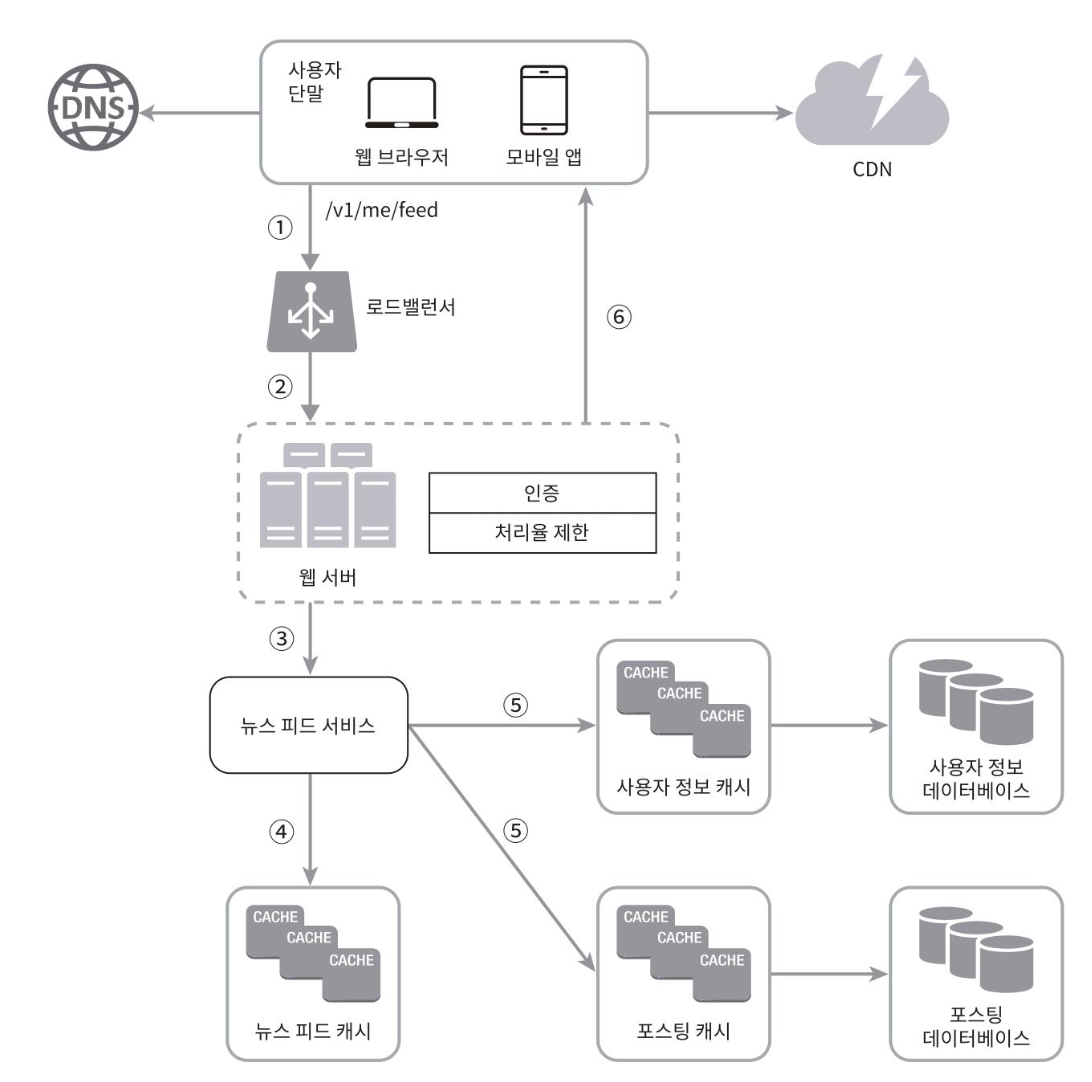 사용자
단말
DNS
웹 브라우저
모바일 앱
CDN
①
/v1/me/feed
로드밸런서
⑥
②
인증
처리율 제한
웹 서버
③
뉴스 피드 서비스
⑤
CACHE
CACHE
CACHE
사용자 정보 캐시
사용자 정보
데이터베이스
④
⑤
CACHE
CACHE
CACHE
뉴스 피드 캐시
CACHE
CACHE
CACHE
포스팅 캐시
포스팅
데이터베이스